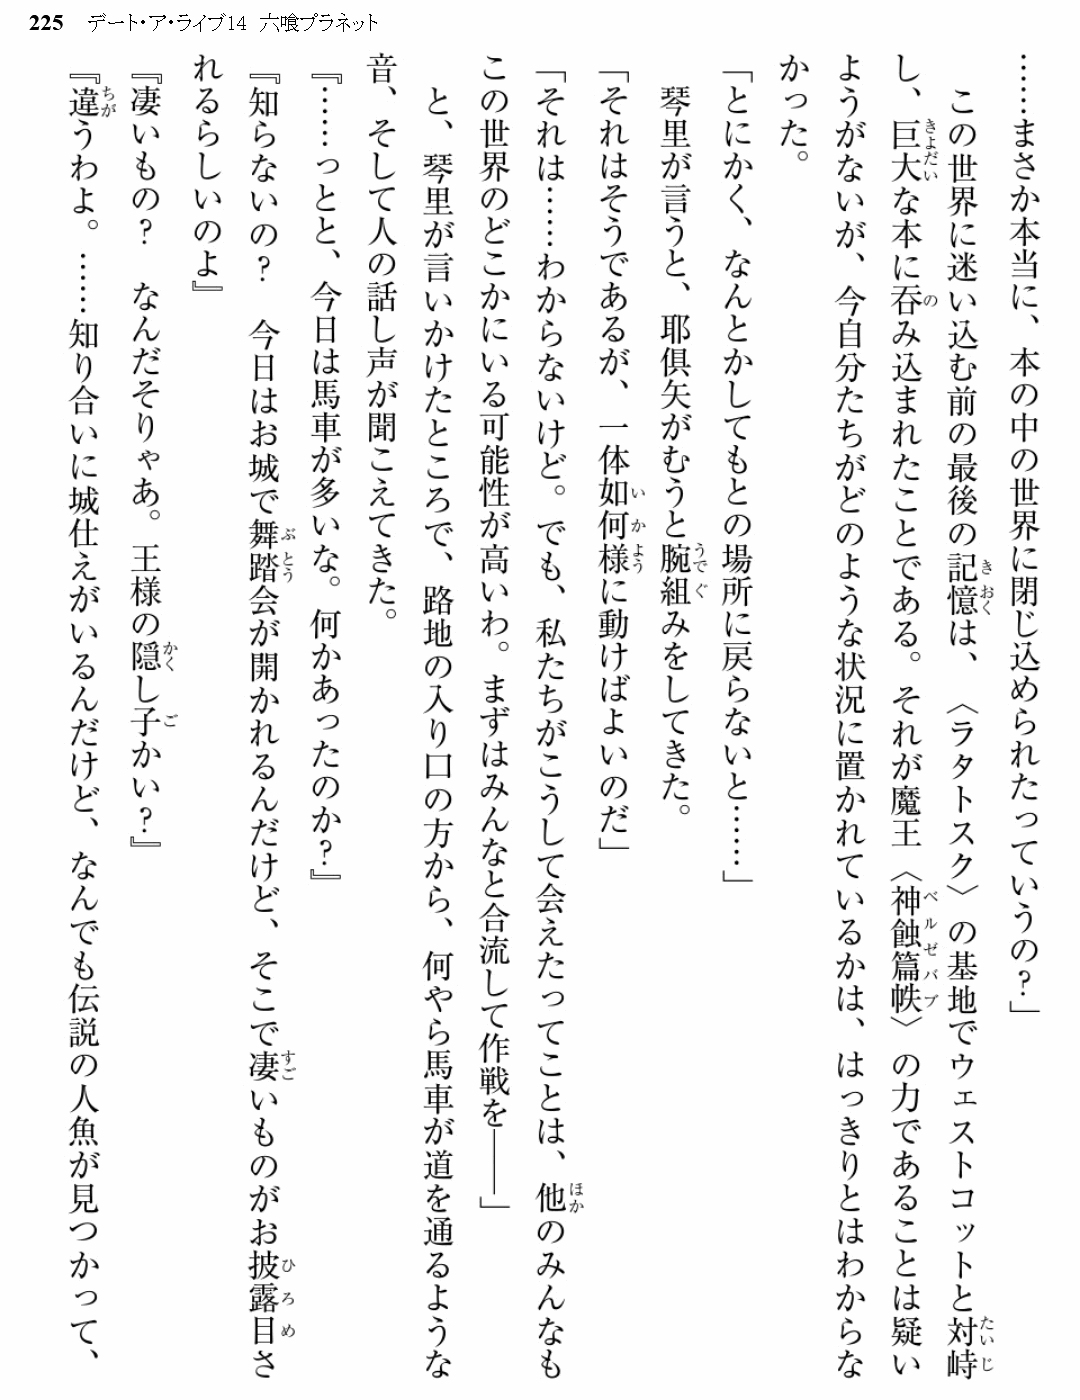 225 デート・ア・ライブ14 六喰プラネット
……まさか本当に、本の中の世界に閉じ込められたっていうの?」
　この世界に迷い込む前の最後の記憶は、〈ラタトスク〉の基地でウェストコットと対峙
し、巨大な本に呑み込まれたことである。それが魔王〈神蝕篇帙〉の力であることは疑い
ようがないが、今自分たちがどのような状況に置かれているかは、はっきりとはわからな
かった。
「とにかく、なんとかしてもとの場所に戻らないと……」
　琴里が言うと、耶倶矢がむうと腕組みをしてきた。
「それはそうであるが、一体如何様に動けばよいのだ」
「それは……わからないけど。でも、私たちがこうして会えたってことは、他のみんなも
この世界のどこかにいる可能性が高いわ。まずはみんなと合流して作戦を――」
　と、琴里が言いかけたところで、路地の入り口の方から、何やら馬車が道を通るような
音、そして人の話し声が聞こえてきた。
『……っとと、今日は馬車が多いな。何かあったのか?』
『知らないの?　今日はお城で舞踏会が開かれるんだけど、そこで凄いものがお披露目さ
れるらしいのよ』
『凄いもの?　なんだそりゃあ。王様の隠し子かい?』
『違うわよ。……知り合いに城仕えがいるんだけど、なんでも伝説の人魚が見つかって、